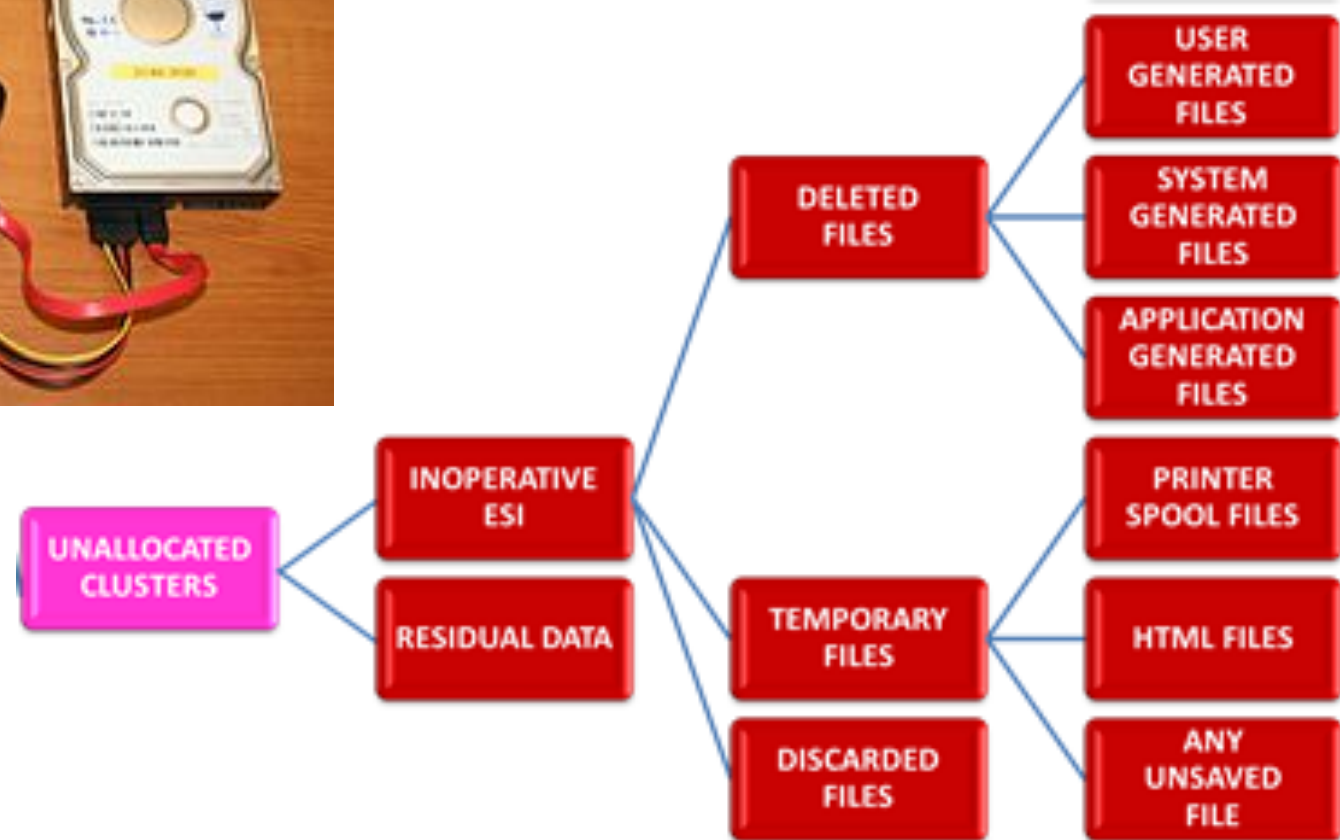 USER
GENERATED
FILES
SYSTEM
GENERATED
FILES
DELETED
FILES
APPLICATION
GENERATED
FILES
INOPERATIVE
ESI
PRINTER
SPOOL FILES
UNALLOCATED
CLUSTERS
RESIDUAL DATA
TEMPORARY
FILES
HTML FILES
DISCARDED
FILES
ANY
UNSAVED
FILE